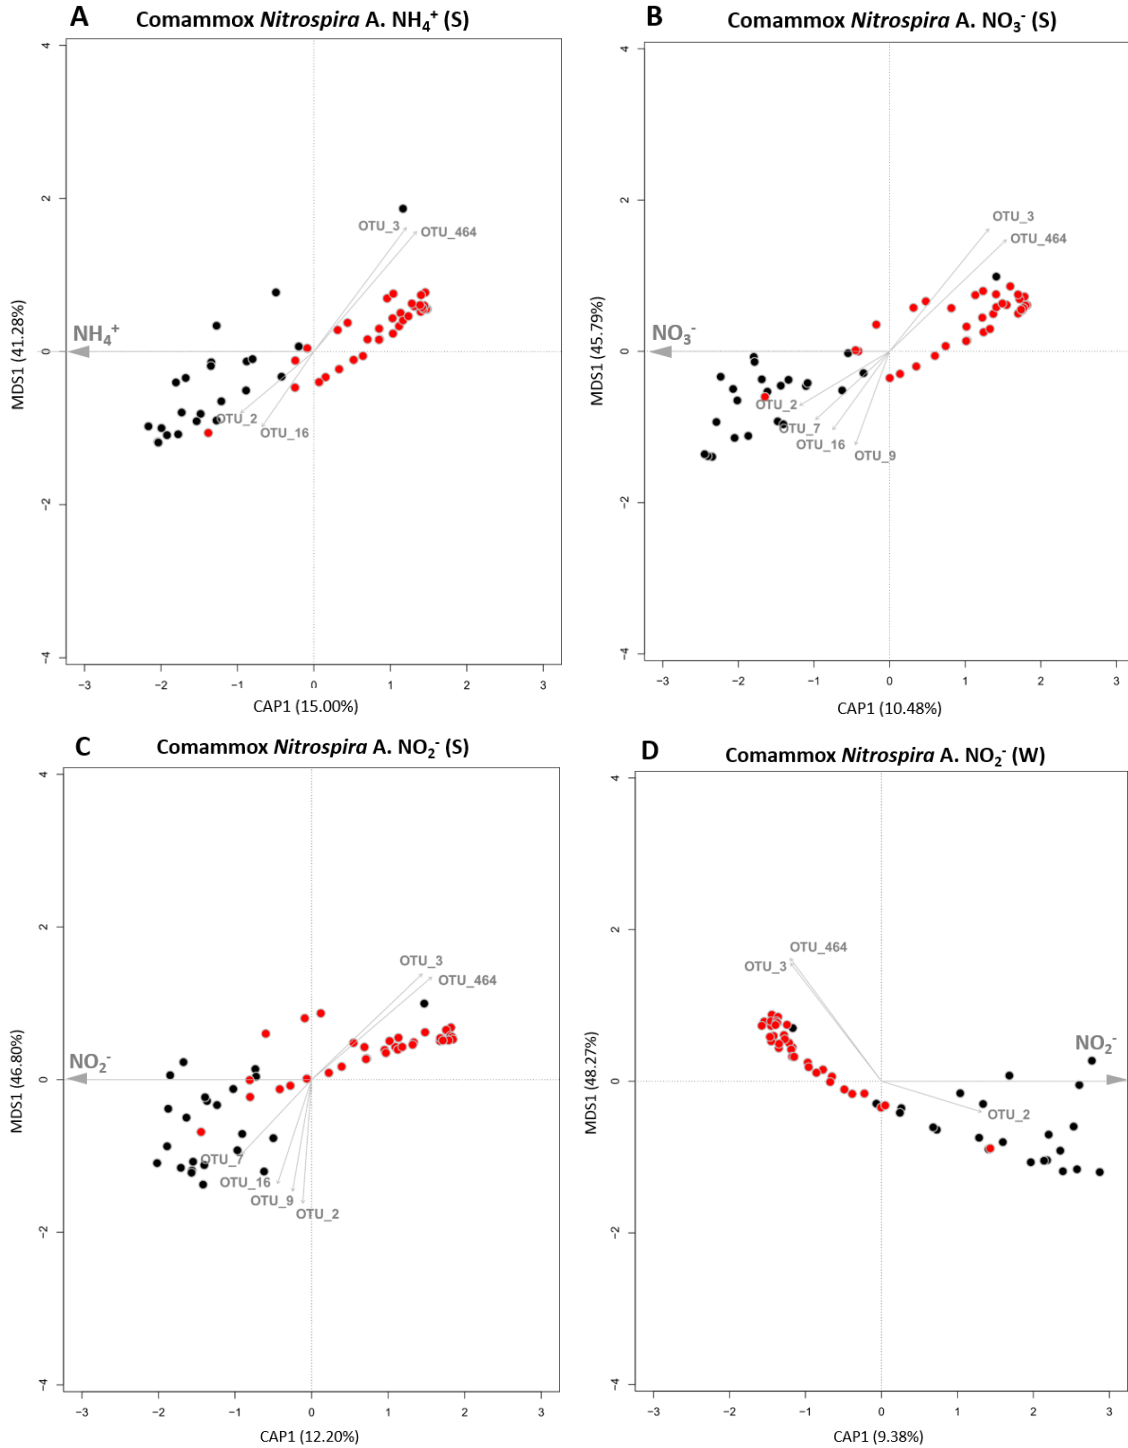 A Comammox Nitrospira A. NH₄⁺ (S)
4
2
0
−2
−4
MDS1 (41.28%)
NH₄⁺
OTU_3
OTU_464
OTU_2
OTU_16
−3 −2 −1 0 1 2 3
CAP1 (15.00%)
B Comammox Nitrospira A. NO₃⁻ (S)
4
2
0
−2
−4
MDS1 (45.79%)
NO₃⁻
OTU_3
OTU_464
OTU_2
OTU_7
OTU_16
OTU_9
−3 −2 −1 0 1 2 3
CAP1 (10.48%)
C Comammox Nitrospira A. NO₂⁻ (S)
4
2
0
−2
−4
MDS1 (46.80%)
NO₂⁻
OTU_3
OTU_464
OTU_7
OTU_16
OTU_9
OTU_2
−3 −2 −1 0 1 2 3
CAP1 (12.20%)
D Comammox Nitrospira A. NO₂⁻ (W)
4
2
0
−2
−4
MDS1 (48.27%)
OTU_464
OTU_3
NO₂⁻
OTU_2
−3 −2 −1 0 1 2 3
CAP1 (9.38%)